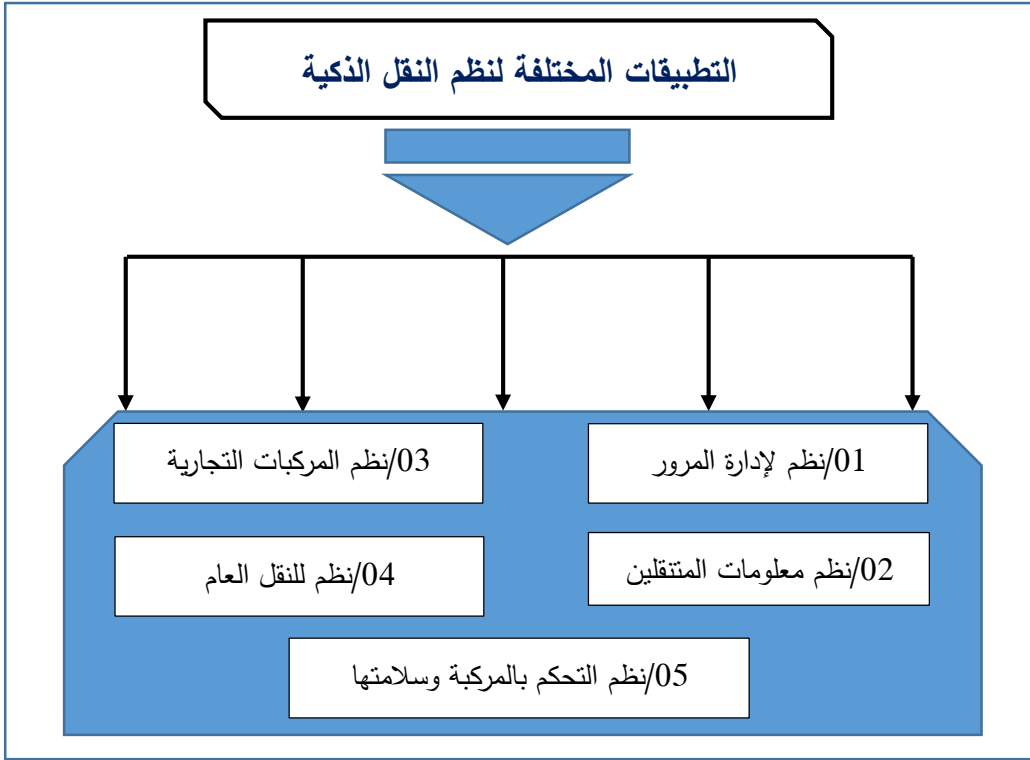 التطبيقات المختلفة لنظم النقل الذكية
01/نظم لإدارة المرور
02/نظم معلومات المتنقلين
03/نظم المركبات التجارية
04/نظم للنقل العام
05/نظم التحكم بالمركبة وسلامتها